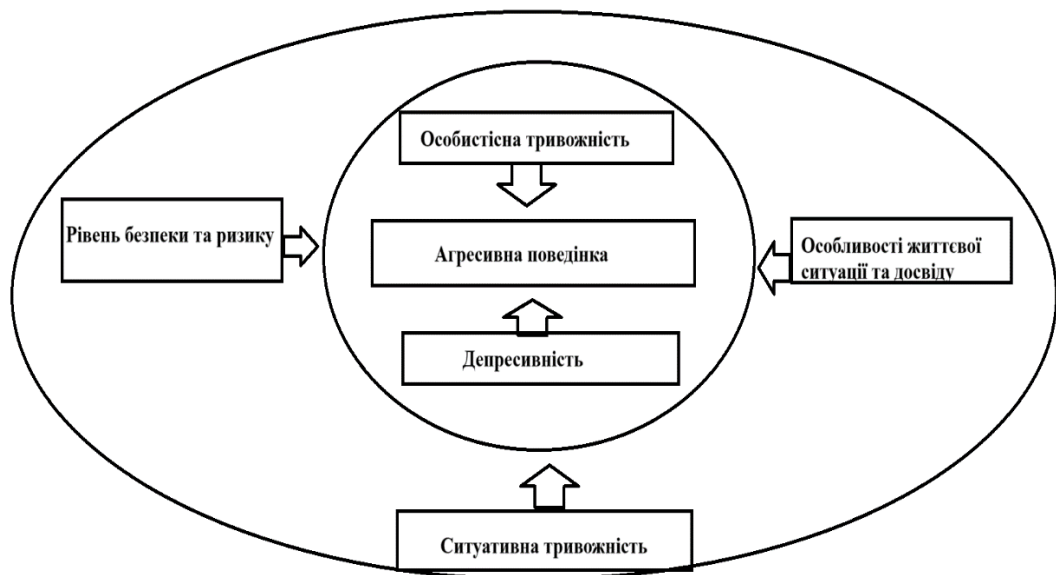 Особистісна тривожність
Рівень безпеки та ризику
Агресивна поведінка
Особливості життєвої
ситуації та досвіду
Депресивність
Ситуативна тривожність